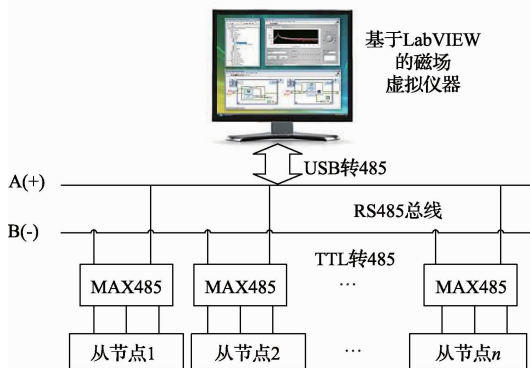 基于LabVIEW
的磁场
虚拟仪器
USB转485
A(+)
RS485总线
B(-)
TTL转485
MAX485
MAX485
···
MAX485
从节点1
从节点2
···
从节点n